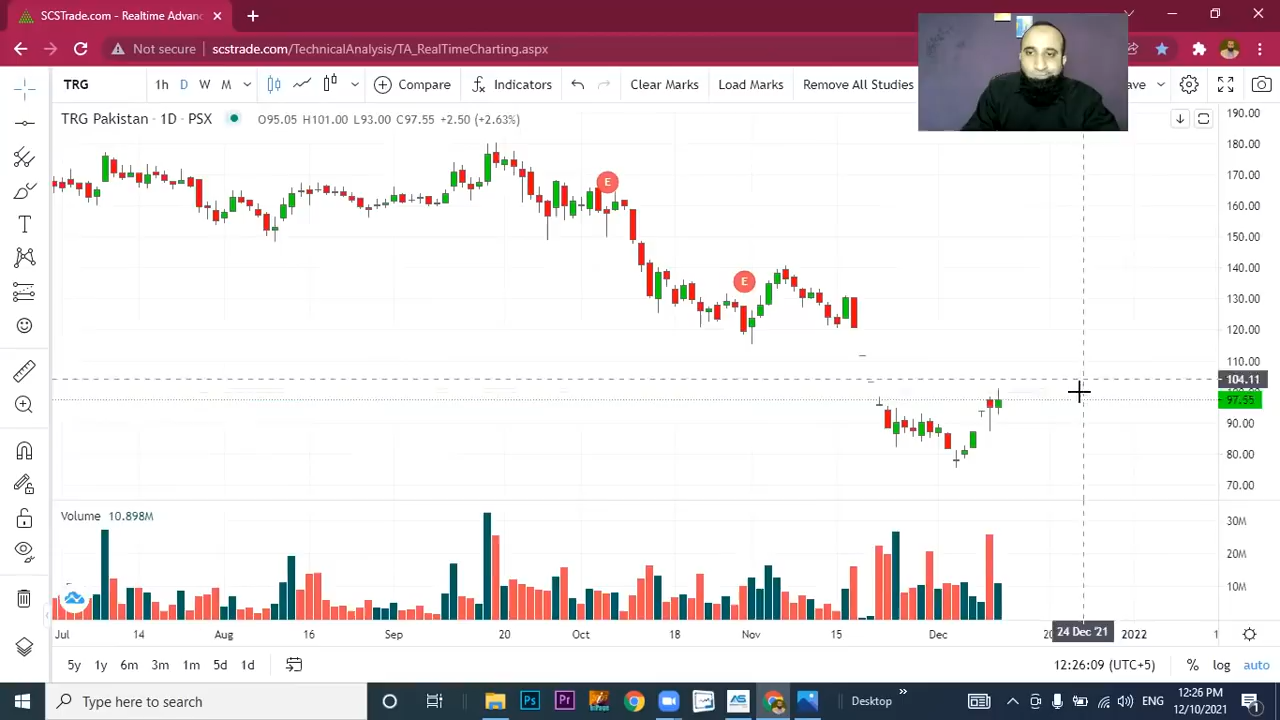 SCSTrade.com - Realtime Advanc
Not secure scstrade.com/TechnicalAnalysis/TA_RealTimeCharting.aspx
TRG 1h D W M Compare Indicators Clear Marks Load Marks Remove All Studies ave
TRG Pakistan · 1D · PSX O95.05 H101.00 L93.00 C97.55 +2.50 (+2.63%)
190.00
180.00
170.00
E
160.00
150.00
140.00
E
130.00
120.00
110.00
104.11
97.55
90.00
80.00
70.00
Volume 10.898M
30M
20M
10M
Jul 14 Aug 16 Sep 20 Oct 18 Nov 15 Dec 24 Dec '21 2022
5y 1y 6m 3m 1m 5d 1d 12:26:09 (UTC+5) % log auto
Type here to search Ps Pr AS Desktop ENG 12:26 PM
12/10/2021